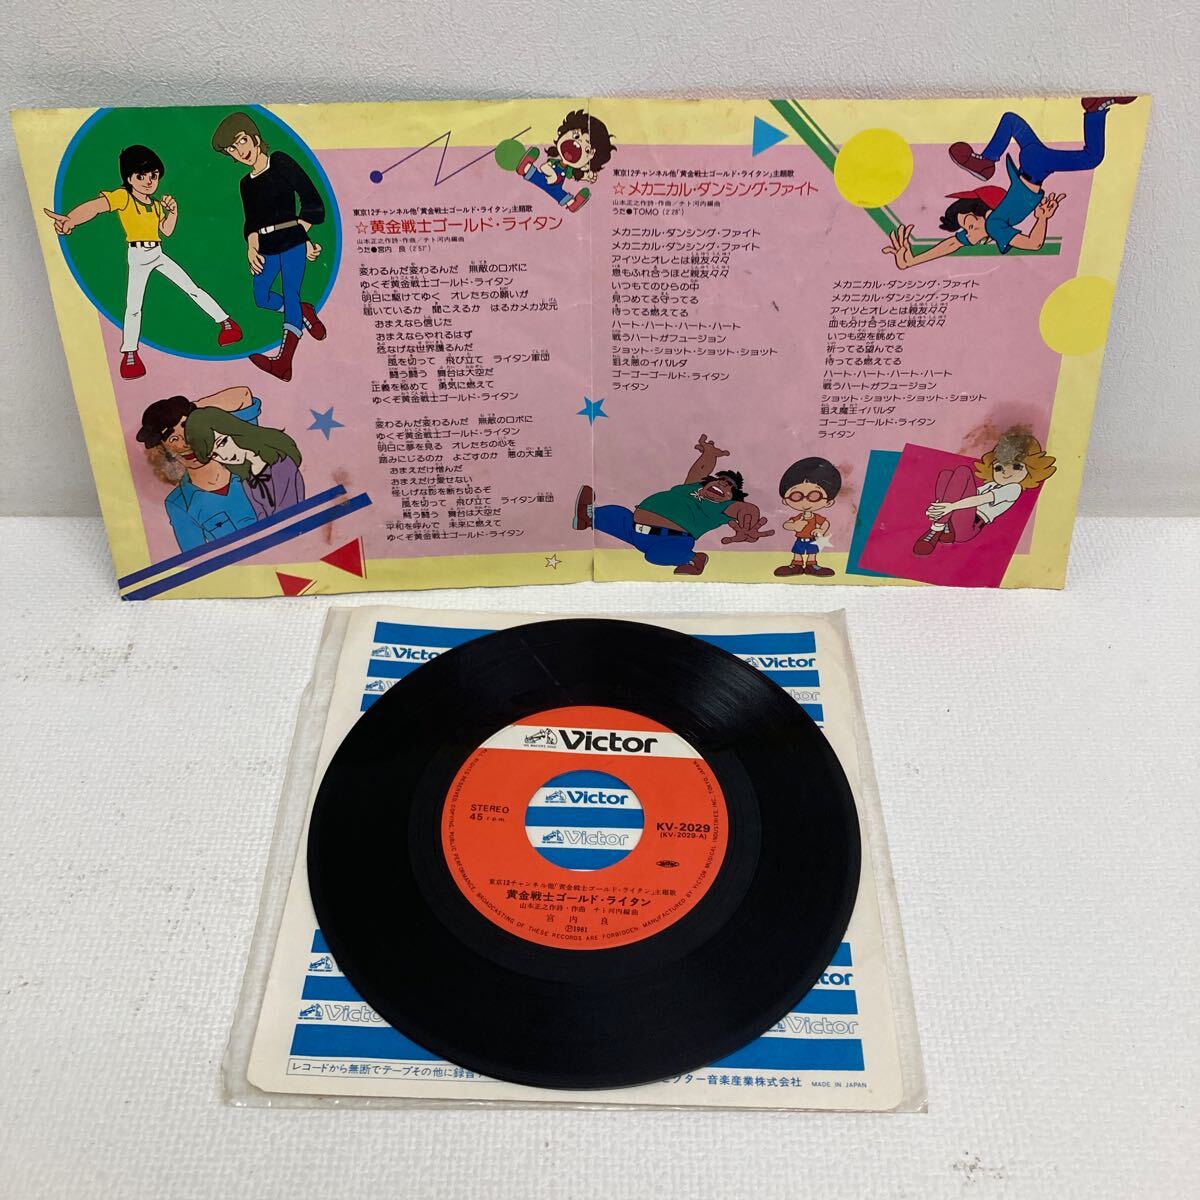 東京12チャンネル他「黄金戦士ゴールド・ライタン」主題歌
☆黄金戦士ゴールド・ライタン
山本正之作詩・作曲/チト河内編曲
うた●宮内 良(2'53")
変わるんだ変わるんだ 無敵のロボに
ゆくぞ黄金戦士ゴールド・ライタン
明日に駆けてゆく オレたちの願いが
届いているか 聞こえるか はるかメカ次元
おまえなら信じた
おまえならやれるはず
危なげな世界護るんだ
風を切って 飛び立て ライタン軍団
闘う闘う 舞台は大空だ
正義を極めて 勇気に燃えて
ゆくぞ黄金戦士ゴールド・ライタン
変わるんだ変わるんだ 無敵のロボに
ゆくぞ黄金戦士ゴールド・ライタン
明日に夢を見る オレたちの心を
踏みにじるのか よごすのか 悪の大魔王
おまえだけ憎んだ
おまえだけ愛せない
怪しげな影を断ち切るぞ
風を切って 飛び立て ライタン軍団
闘う闘う 舞台は大空だ
平和を呼んで 未来に燃えて
ゆくぞ黄金戦士ゴールド・ライタン
東京12チャンネル他「黄金戦士ゴールド・ライタン」主題歌
☆メカニカル・ダンシング・ファイト
山本正之作詩・作曲/チト河内編曲
うた●TOMO(2'28")
メカニカル・ダンシング・ファイト
メカニカル・ダンシング・ファイト
アイツとオレとは親友々々
息もふれ合うほど親友々々
いつもてのひらの中
見つめてる守ってる
待ってる燃えてる
ハート・ハート・ハート・ハート
戦うハートがフュージョン
ショット・ショット・ショット・ショット
狙え悪のイバルダ
ゴーゴーゴールド・ライタン
ライタン
メカニカル・ダンシング・ファイト
メカニカル・ダンシング・ファイト
アイツとオレとは親友々々
血も分け合うほど親友々々
いつも空を眺めて
祈ってる望んでる
待ってる燃えてる
ハート・ハート・ハート・ハート
戦うハートがフュージョン
ショット・ショット・ショット・ショット
狙え魔王イバルダ
ゴーゴーゴールド・ライタン
ライタン
Victor
Victor
Victor
Victor
STEREO
45 r.p.m.
Victor
Victor
KV-2029
(KV-2029-A)
東京12チャンネル他「黄金戦士ゴールド・ライタン」主題歌
黄金戦士ゴールド・ライタン
山本正之作詩・作曲 チト河内編曲
宮内良
Ⓟ1981
ALL RIGHTS RESERVED. COPYING, PUBLIC PERFORMANCE, BROADCASTING OF THESE RECORDS ARE FORBIDDEN. MANUFACTURED BY VICTOR MUSICAL INDUSTRIES, INC., TOKYO, JAPAN
Victor
Victor
レコードから無断でテープその他に録音
クター音楽産業株式会社 MADE IN JAPAN